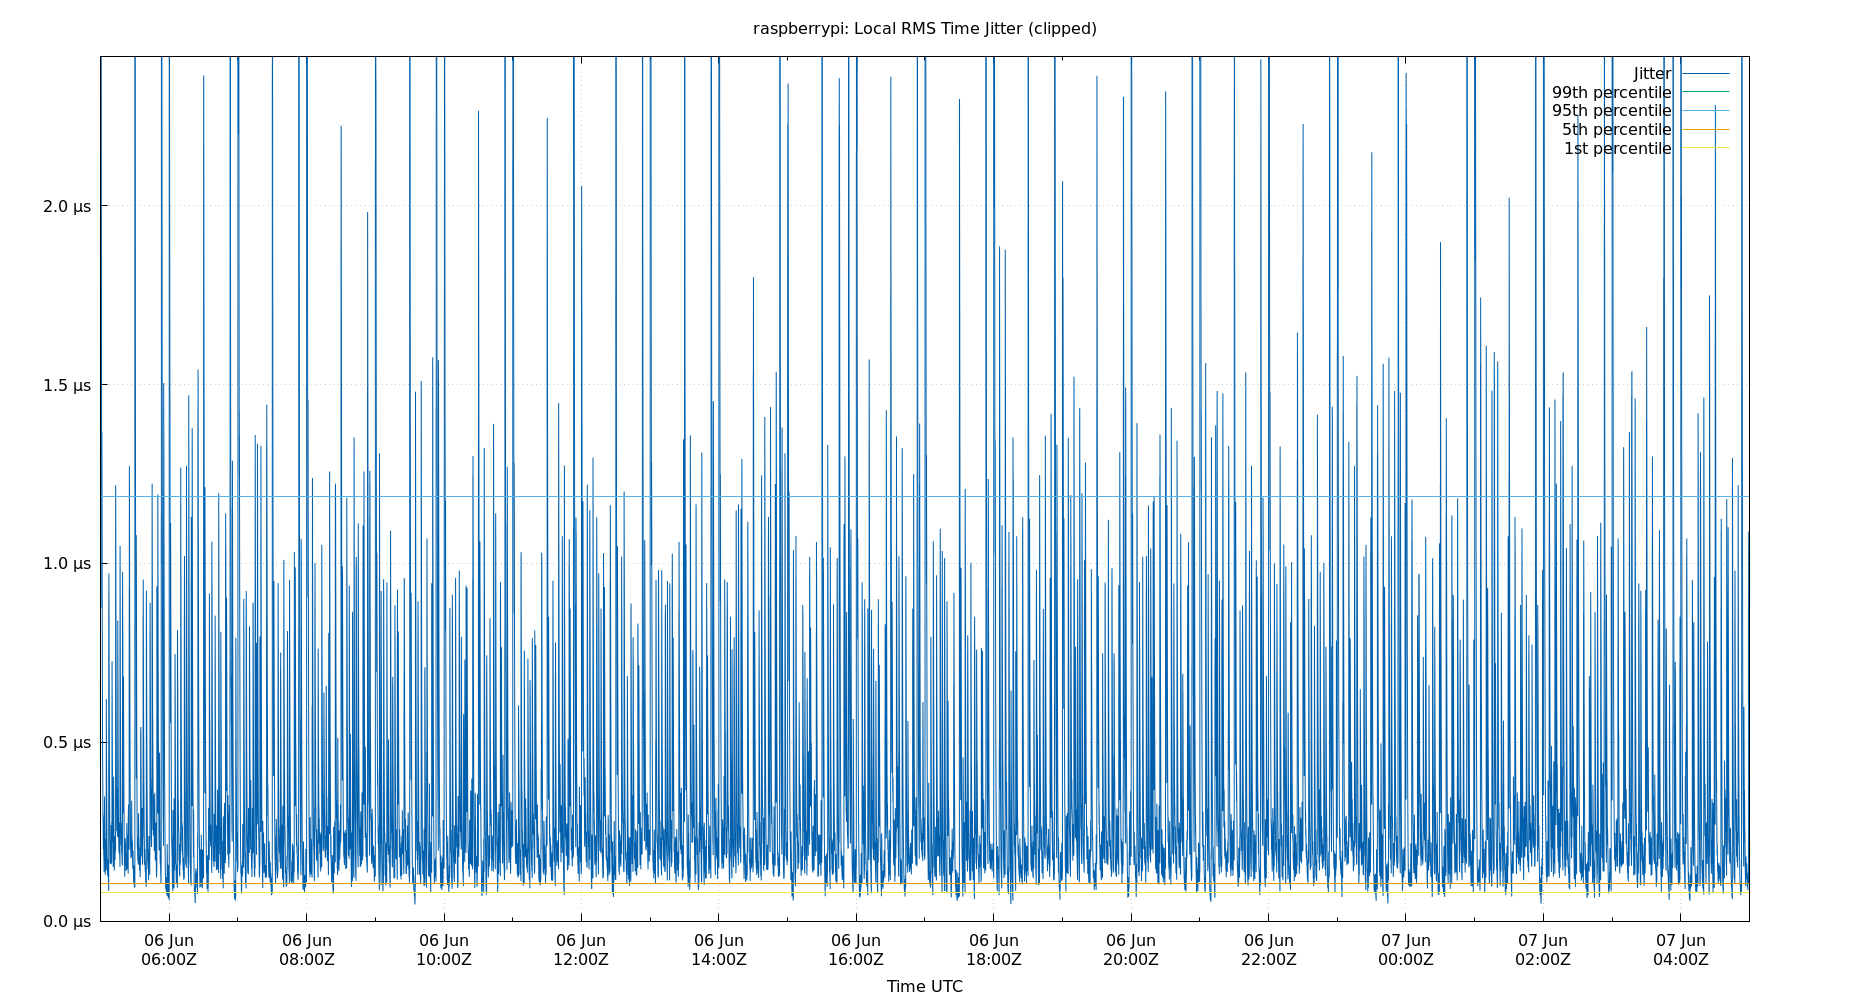 raspberrypi: Local RMS Time Jitter (clipped)
Jitter
99th percentile
95th percentile
5th percentile
1st percentile
2.0 µs
1.5 µs
1.0 µs
0.5 µs
0.0 µs
06 Jun 06 Jun 06 Jun 06 Jun 06 Jun 06 Jun 06 Jun 06 Jun 06 Jun 07 Jun 07 Jun 07 Jun
06:00Z 08:00Z 10:00Z 12:00Z 14:00Z 16:00Z 18:00Z 20:00Z 22:00Z 00:00Z 02:00Z 04:00Z
Time UTC